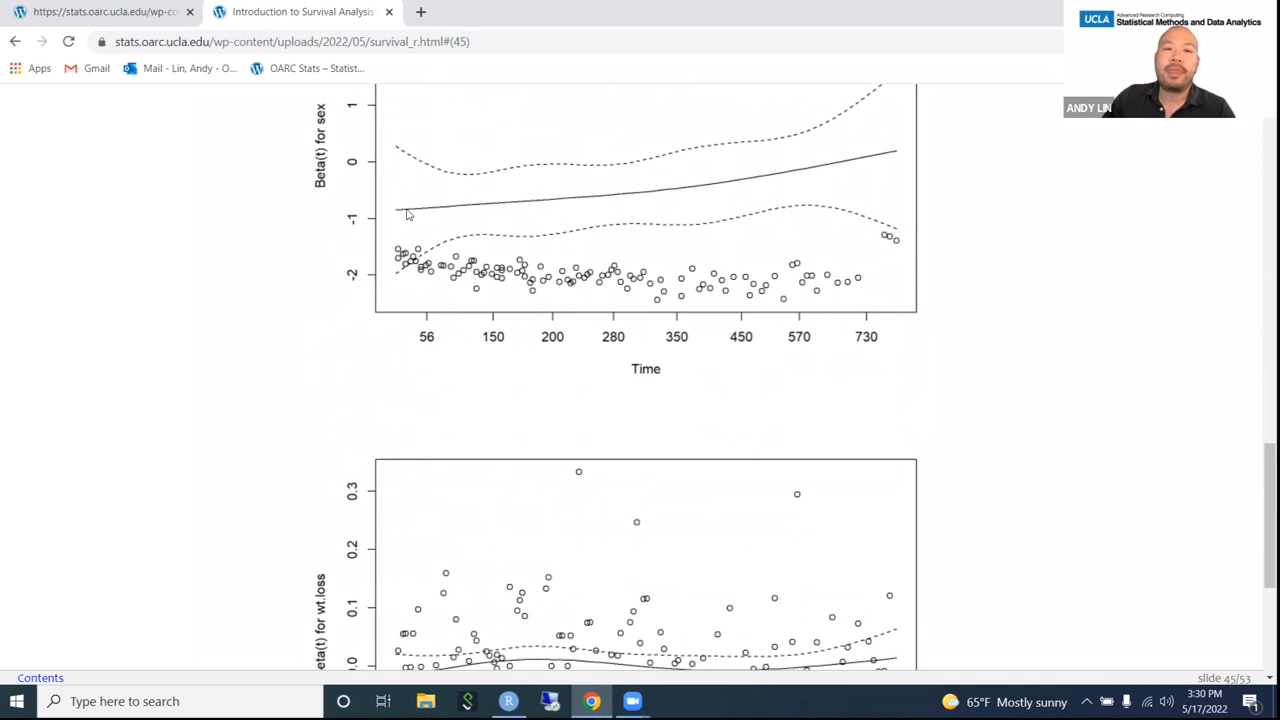 https://stats.oarc.ucla.edu/wp-co
Introduction to Survival Analysis
stats.oarc.ucla.edu/wp-content/uploads/2022/05/survival_r.html#(45)
Apps
Gmail
Mail - Lin, Andy - O...
OARC Stats – Statist...
UCLA
Advanced Research Computing
Statistical Methods and Data Analytics
ANDY LIN
Beta(t) for sex
1
0
-1
-2
56 150 200 280 350 450 570 730
Time
eta(t) for wt.loss
0.3
0.2
0.1
0.0
Contents
slide 45/53
Type here to search
65°F Mostly sunny
3:30 PM
5/17/2022